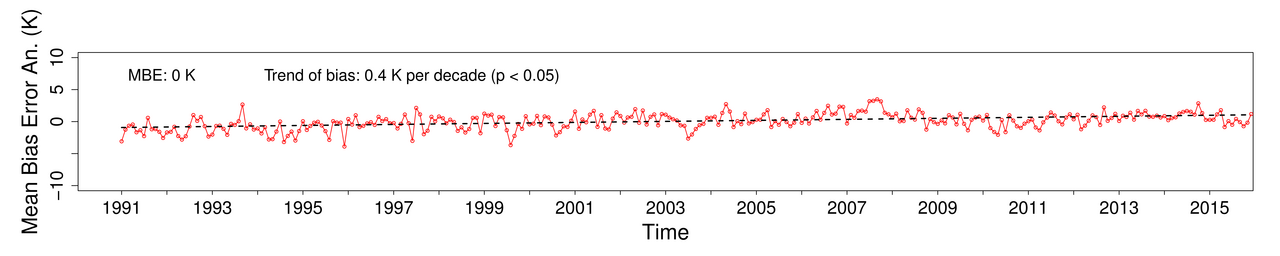 Mean Bias Error An. (K)
10
5
0
−10
MBE: 0 K
Trend of bias: 0.4 K per decade (p < 0.05)
1991 1993 1995 1997 1999 2001 2003 2005 2007 2009 2011 2013 2015
Time